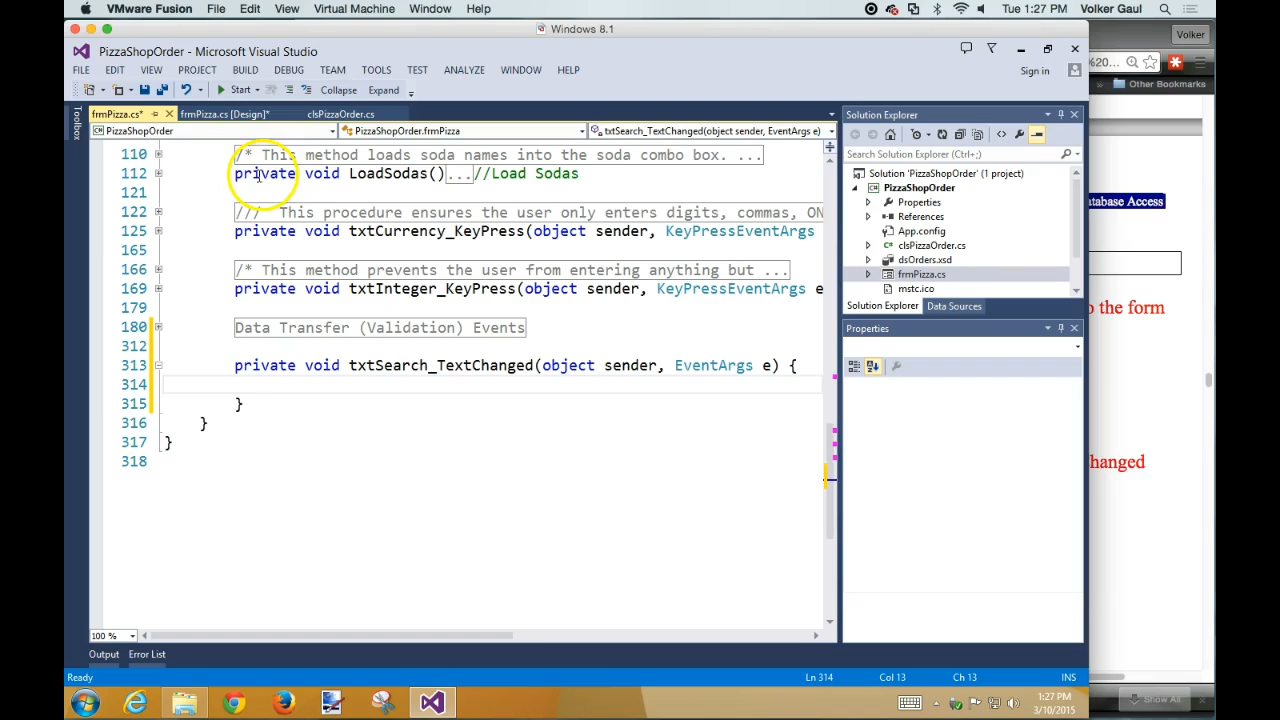 VMware Fusion File Edit View Virtual Machine Window Help Tue 1:27 PM Volker Gaul
Windows 8.1
Volker
PizzaShopOrder - Microsoft Visual Studio
FILE EDIT VIEW PROJECT BUILD DEBUG TEAM TOOLS TEST ANALYZE WINDOW HELP Sign in
Start Collapse Expand
%20...
Other Bookmarks
Toolbox
frmPizza.cs* frmPizza.cs [Design]* clsPizzaOrder.cs
PizzaShopOrder PizzaShopOrder.frmPizza txtSearch_TextChanged(object sender, EventArgs e)
110 /* This method loads soda names into the soda combo box. ...
112 private void LoadSodas()...//Load Sodas
121
122 /// This procedure ensures the user only enters digits, commas, ON
125 private void txtCurrency_KeyPress(object sender, KeyPressEventArgs
165
166 /* This method prevents the user from entering anything but ...
169 private void txtInteger_KeyPress(object sender, KeyPressEventArgs e
179
180 Data Transfer (Validation) Events
312
313 private void txtSearch_TextChanged(object sender, EventArgs e) {
314
315 }
316 }
317 }
318
100 %
Solution Explorer
Search Solution Explorer (Ctrl+;)
Solution 'PizzaShopOrder' (1 project)
PizzaShopOrder
Properties
References
App.config
clsPizzaOrder.cs
dsOrders.xsd
frmPizza.cs
mstc.ico
Solution Explorer Data Sources
Properties
atabase Access
o the form
hanged
Output Error List
Ready Ln 314 Col 13 Ch 13 INS
1:27 PM
3/10/2015
Show All